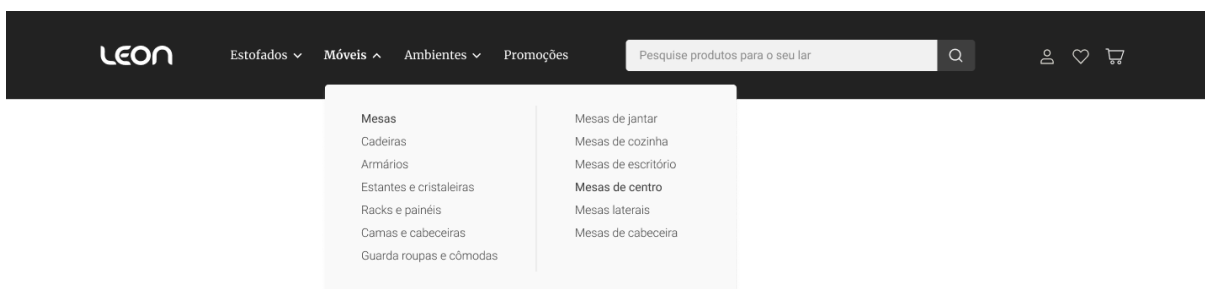 LEON
Estofados
Móveis
Ambientes
Promoções
Pesquise produtos para o seu lar
Mesas
Cadeiras
Armários
Estantes e cristaleiras
Racks e painéis
Camas e cabeceiras
Guarda roupas e cômodas
Mesas de jantar
Mesas de cozinha
Mesas de escritório
Mesas de centro
Mesas laterais
Mesas de cabeceira